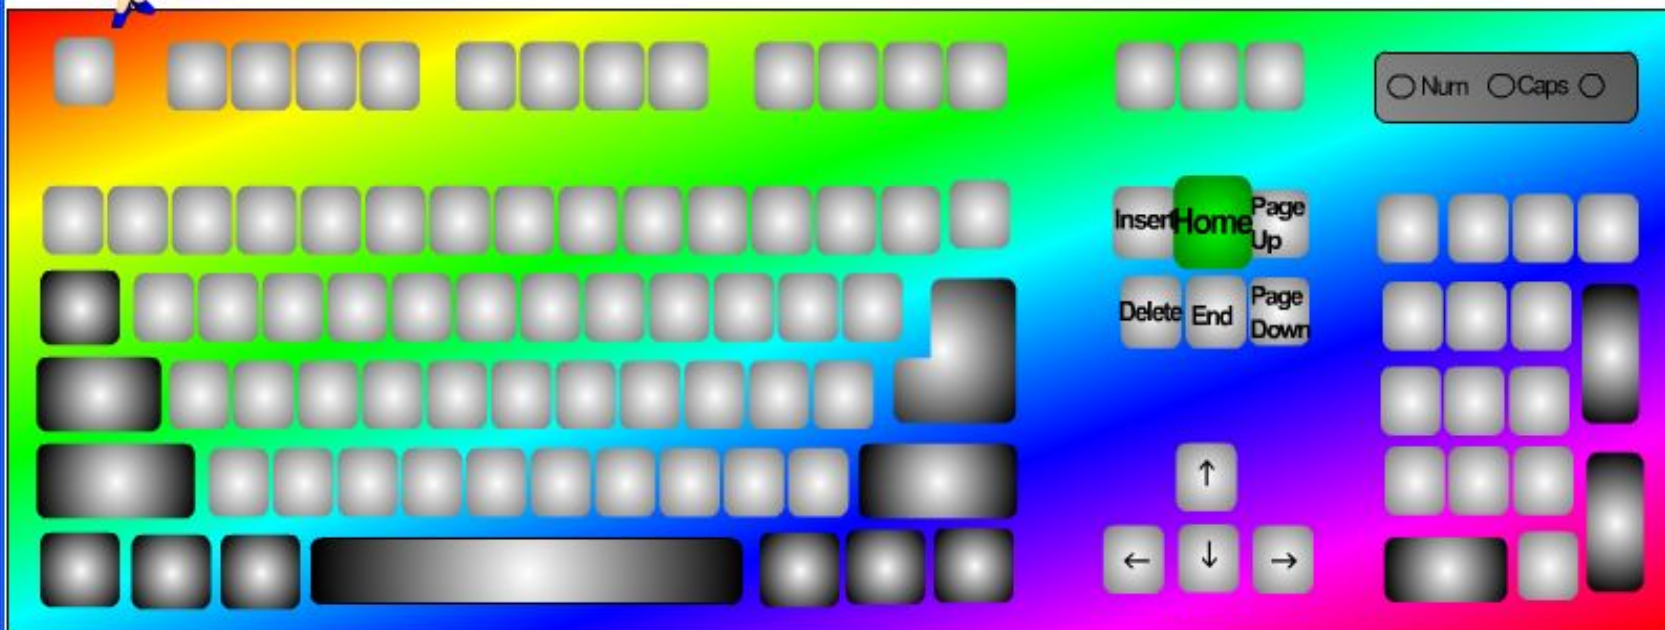 Num Caps
Insert Home Page
Up
Delete End Page
Down
↑
← ↓ →